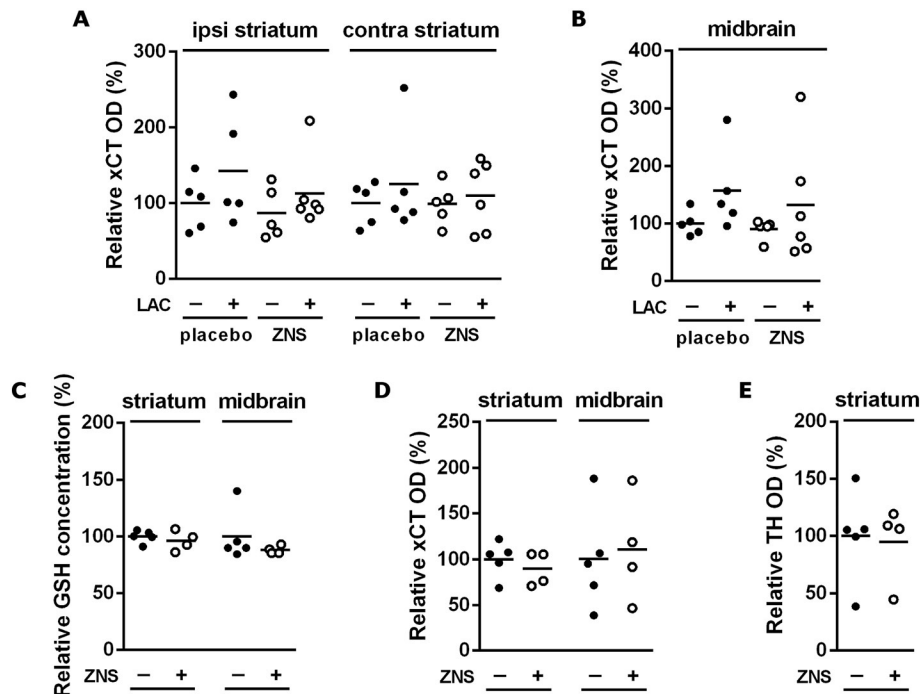 A
ipsi striatum contra striatum
Relative xCT OD (%)
300
200
100
0
LAC – + – + – + – +
placebo ZNS placebo ZNS
B
midbrain
Relative xCT OD (%)
400
300
200
100
0
LAC – + – +
placebo ZNS
C
striatum midbrain
Relative GSH concentration (%)
200
150
100
50
0
ZNS – + – +
D
striatum midbrain
Relative xCT OD (%)
250
200
150
100
50
0
ZNS – + – +
E
striatum
Relative TH OD (%)
200
150
100
50
0
ZNS – +